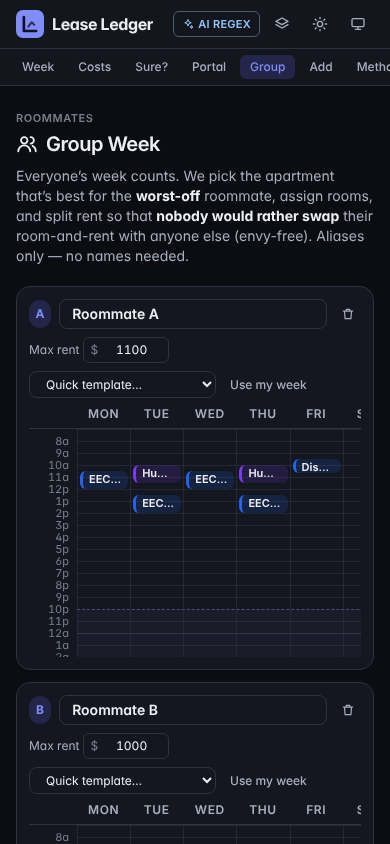 Lease Ledger
AI REGEX
Week Costs Sure? Portal Group Add
ROOMMATES
Group Week
Everyone's week counts. We pick the apartment
that's best for the worst-off roommate, assign rooms,
and split rent so that nobody would rather swap their
room-and-rent with anyone else (envy-free). Aliases
only — no names needed.
A Roommate A
Max rent $ 1100
Quick template... Use my week
MON TUE WED THU FRI
8a
9a
10a Dis...
11a EEC... Hu... EEC... Hu...
12p
1p EEC... EEC...
2p
3p
4p
5p
6p
7p
8p
9p
10p
11p
12a
1a
B Roommate B
Max rent $ 1000
Quick template... Use my week
MON TUE WED THU FRI
8a